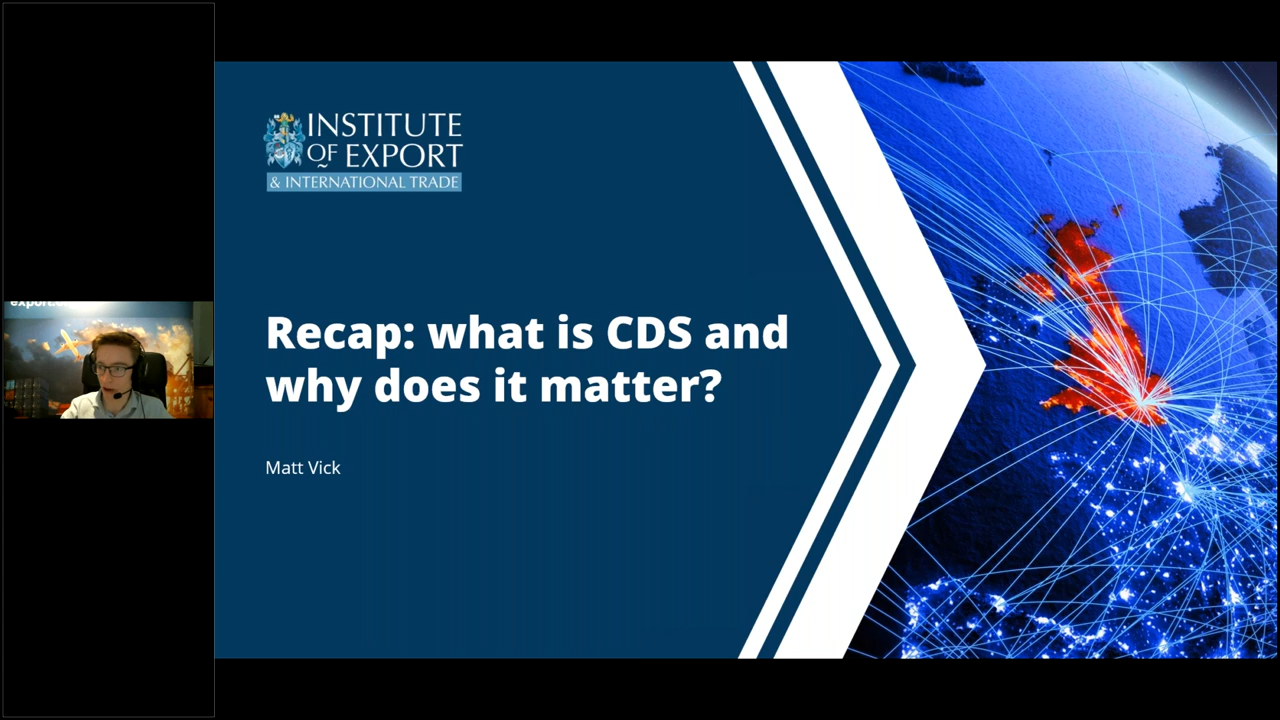 INSTITUTE
OF EXPORT
& INTERNATIONAL TRADE
Recap: what is CDS and
why does it matter?
Matt Vick